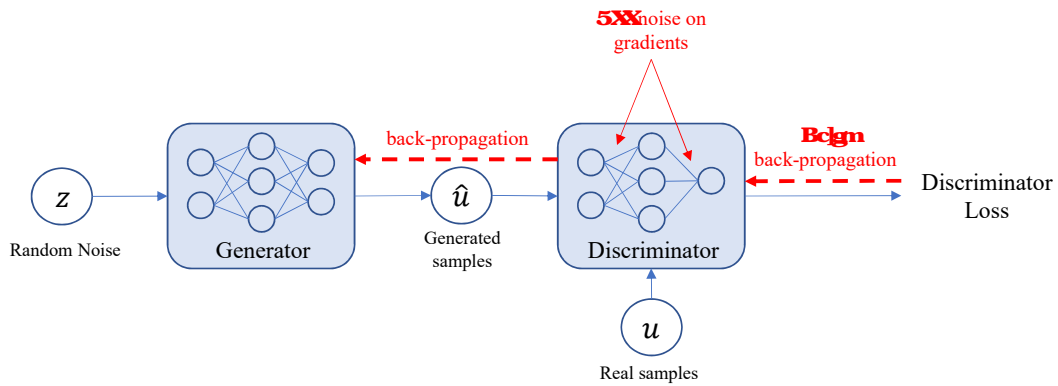 noise on
gradients
back-propagation
back-propagation
z
û
Discriminator
Loss
Random Noise
Generator
Generated
samples
Discriminator
u
Real samples